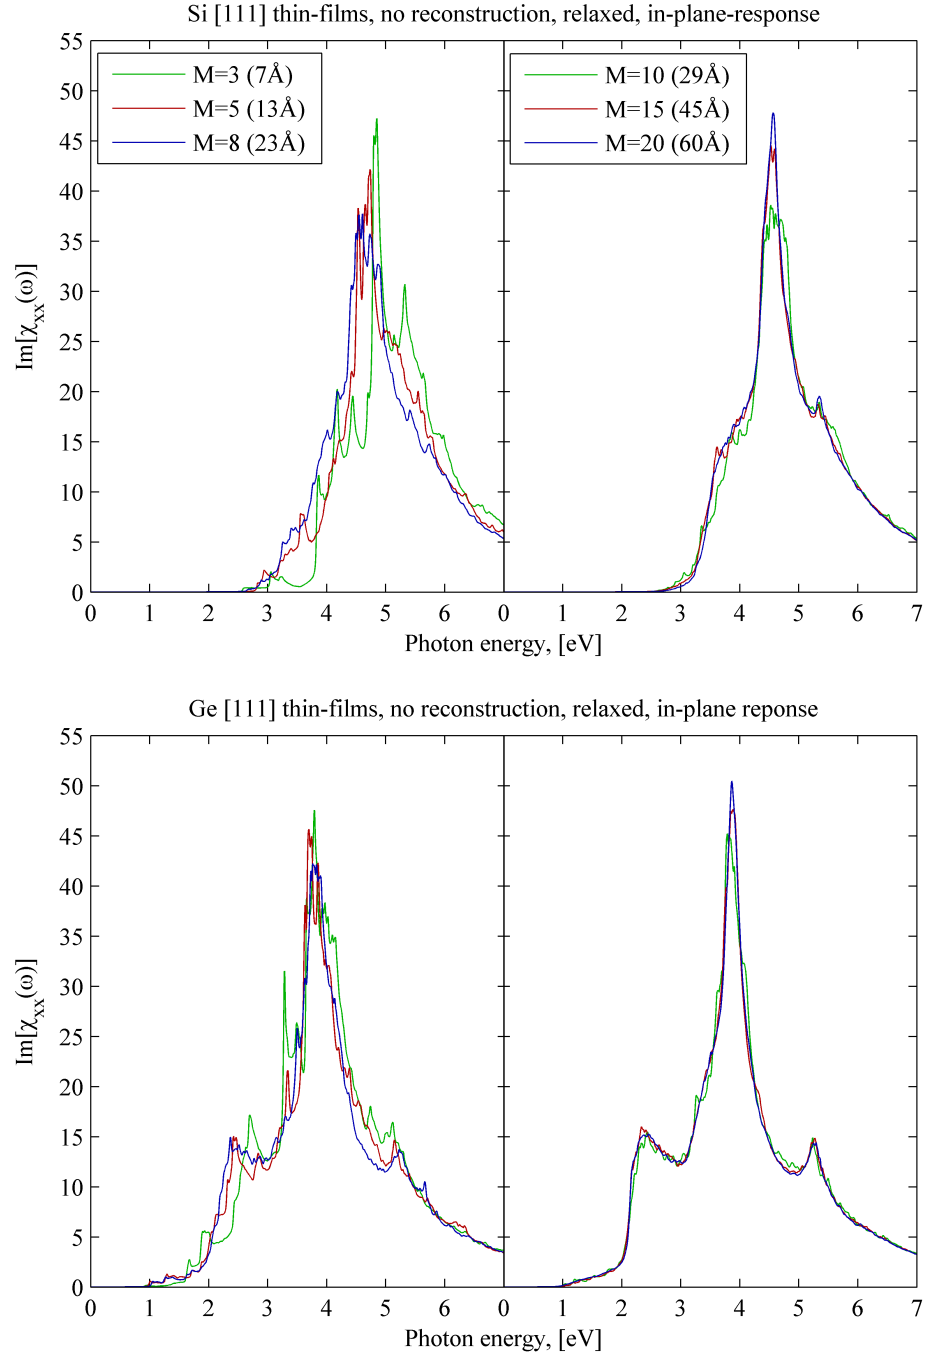 Si [111] thin-films, no reconstruction, relaxed, in-plane-response
55
50
45
40
35
30
25
20
15
10
5
0
Im[χxx(ω)]
M=3 (7Å)
M=5 (13Å)
M=8 (23Å)
M=10 (29Å)
M=15 (45Å)
M=20 (60Å)
0 1 2 3 4 5 6 0 1 2 3 4 5 6 7
Photon energy, [eV]
Ge [111] thin-films, no reconstruction, relaxed, in-plane reponse
55
50
45
40
35
30
25
20
15
10
5
0
Im[χxx(ω)]
0 1 2 3 4 5 6 0 1 2 3 4 5 6 7
Photon energy, [eV]